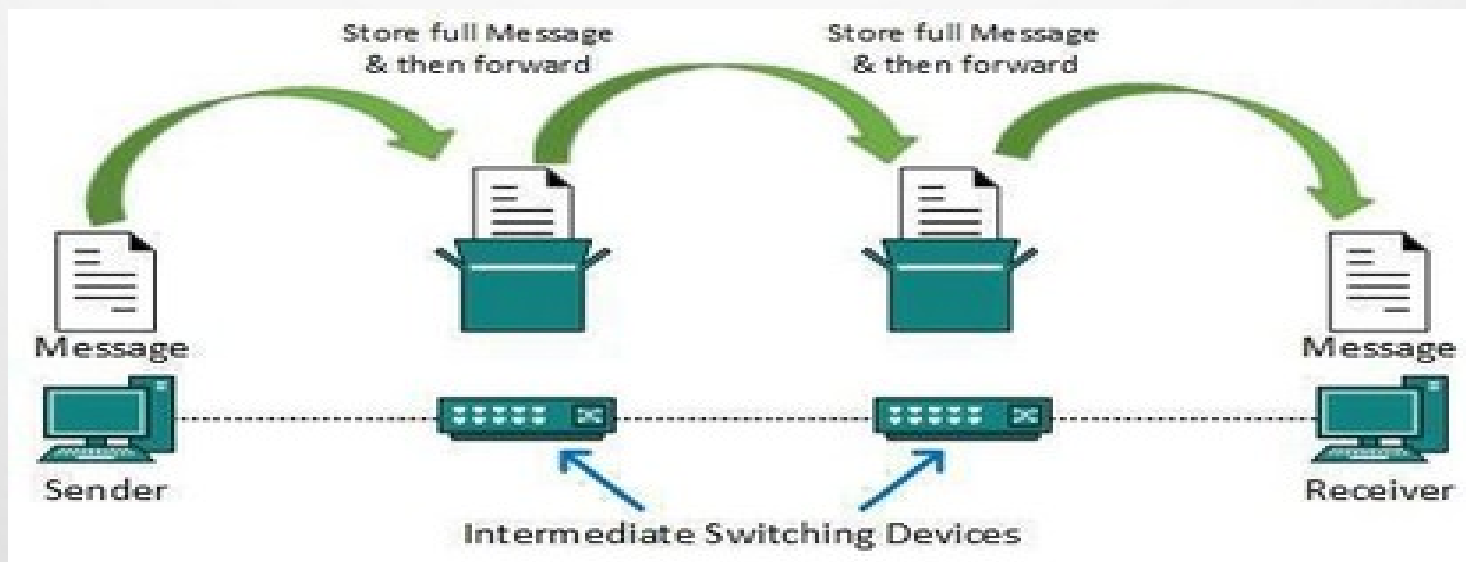 Store full Message
& then forward
Store full Message
& then forward
Message
Message
Sender
Receiver
Intermediate Switching Devices